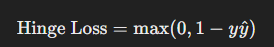 Hinge Loss = max(0, 1 − yŷ)